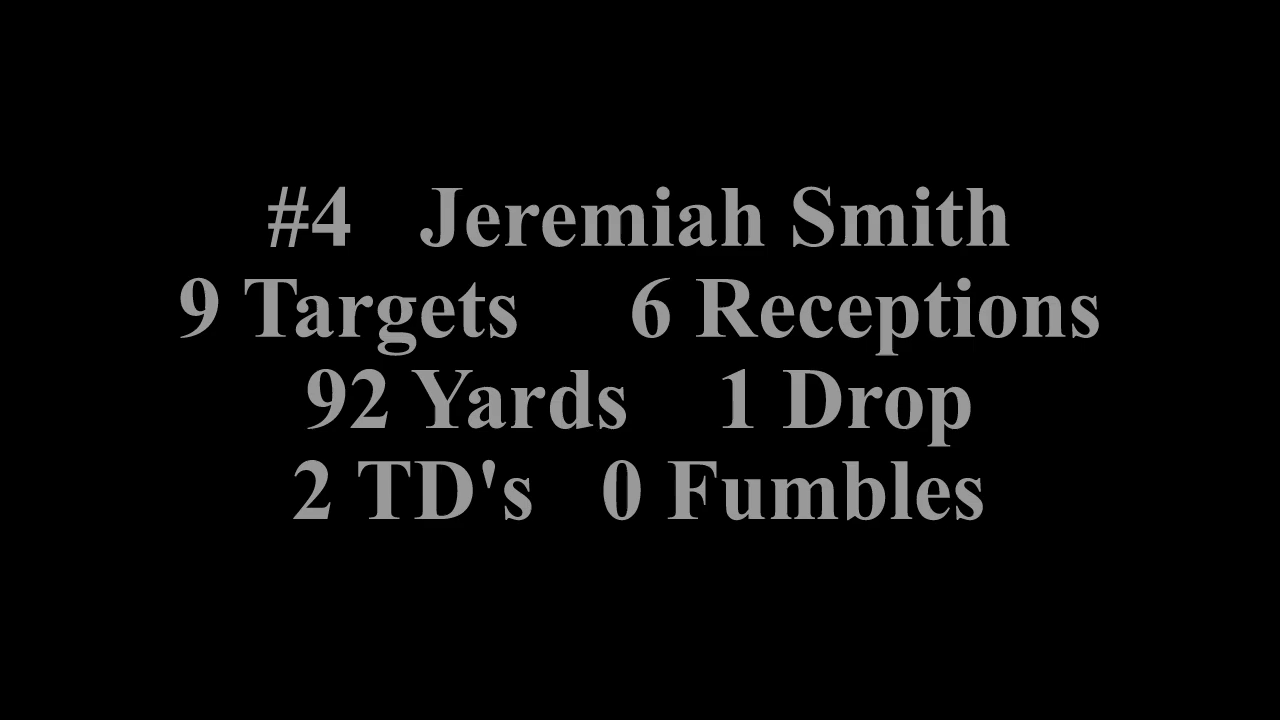 #4 Jeremiah Smith
9 Targets 6 Receptions
92 Yards 1 Drop
2 TD's 0 Fumbles